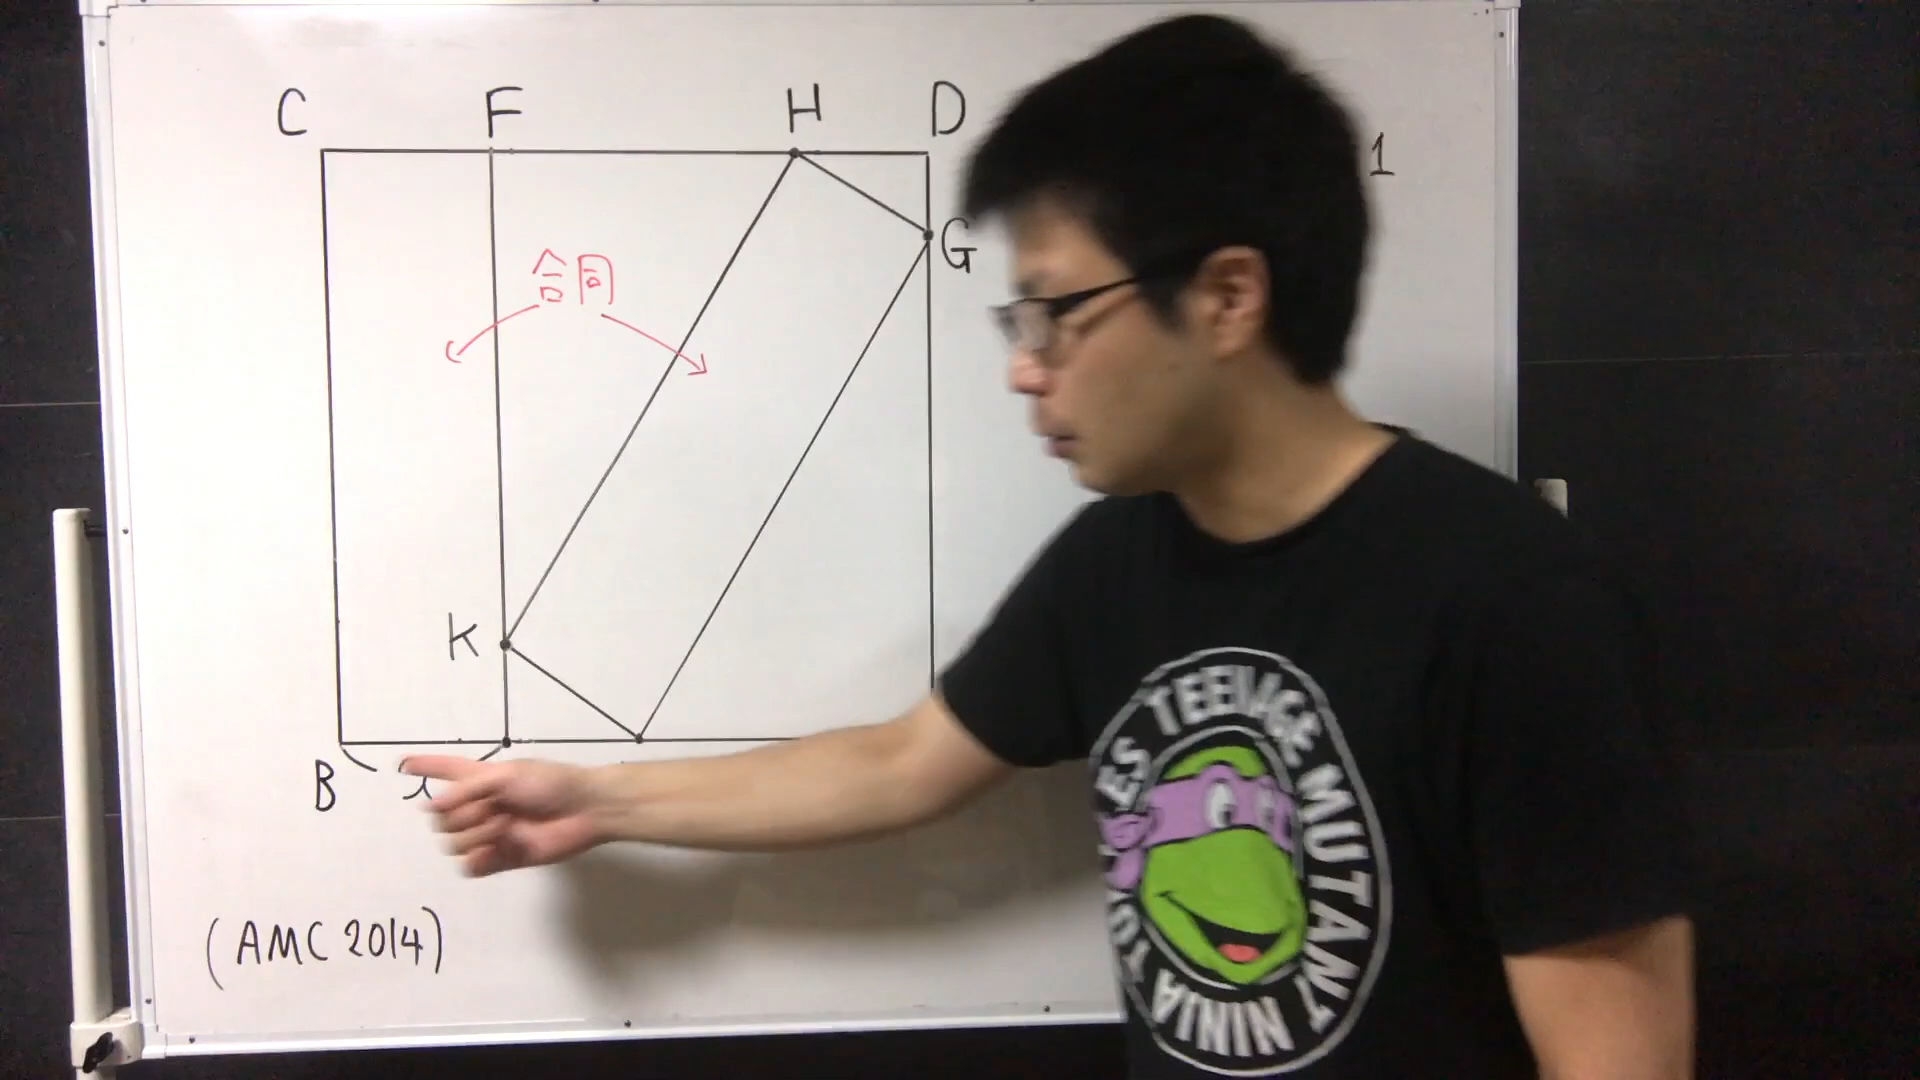 C F H D
1
G
合同
K
B x
(AMC 2014)
TEENAGE MUTANT NINJA TURTLES